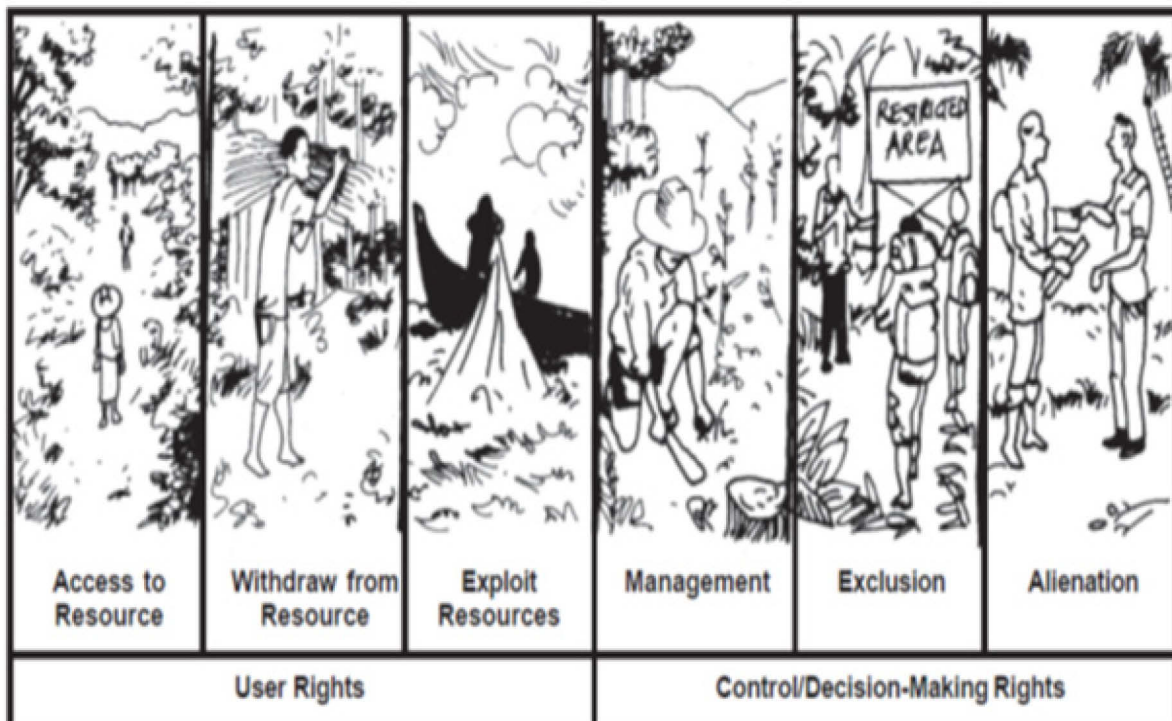 RESTRICTED
AREA
Access to
Resource
Withdraw from
Resource
Exploit
Resources
Management
Exclusion
Alienation
User Rights
Control/Decision-Making Rights